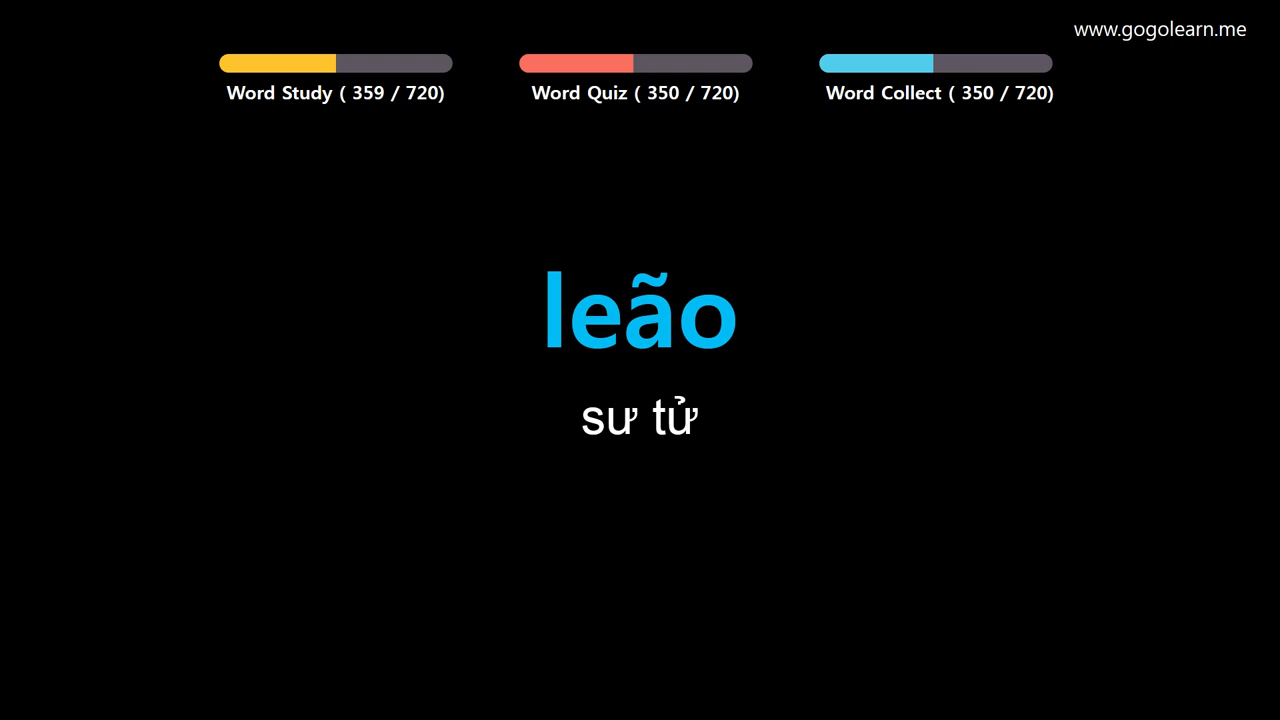 www.gogolearn.me
Word Study ( 359 / 720)
Word Quiz ( 350 / 720)
Word Collect ( 350 / 720)
leão
sư tử